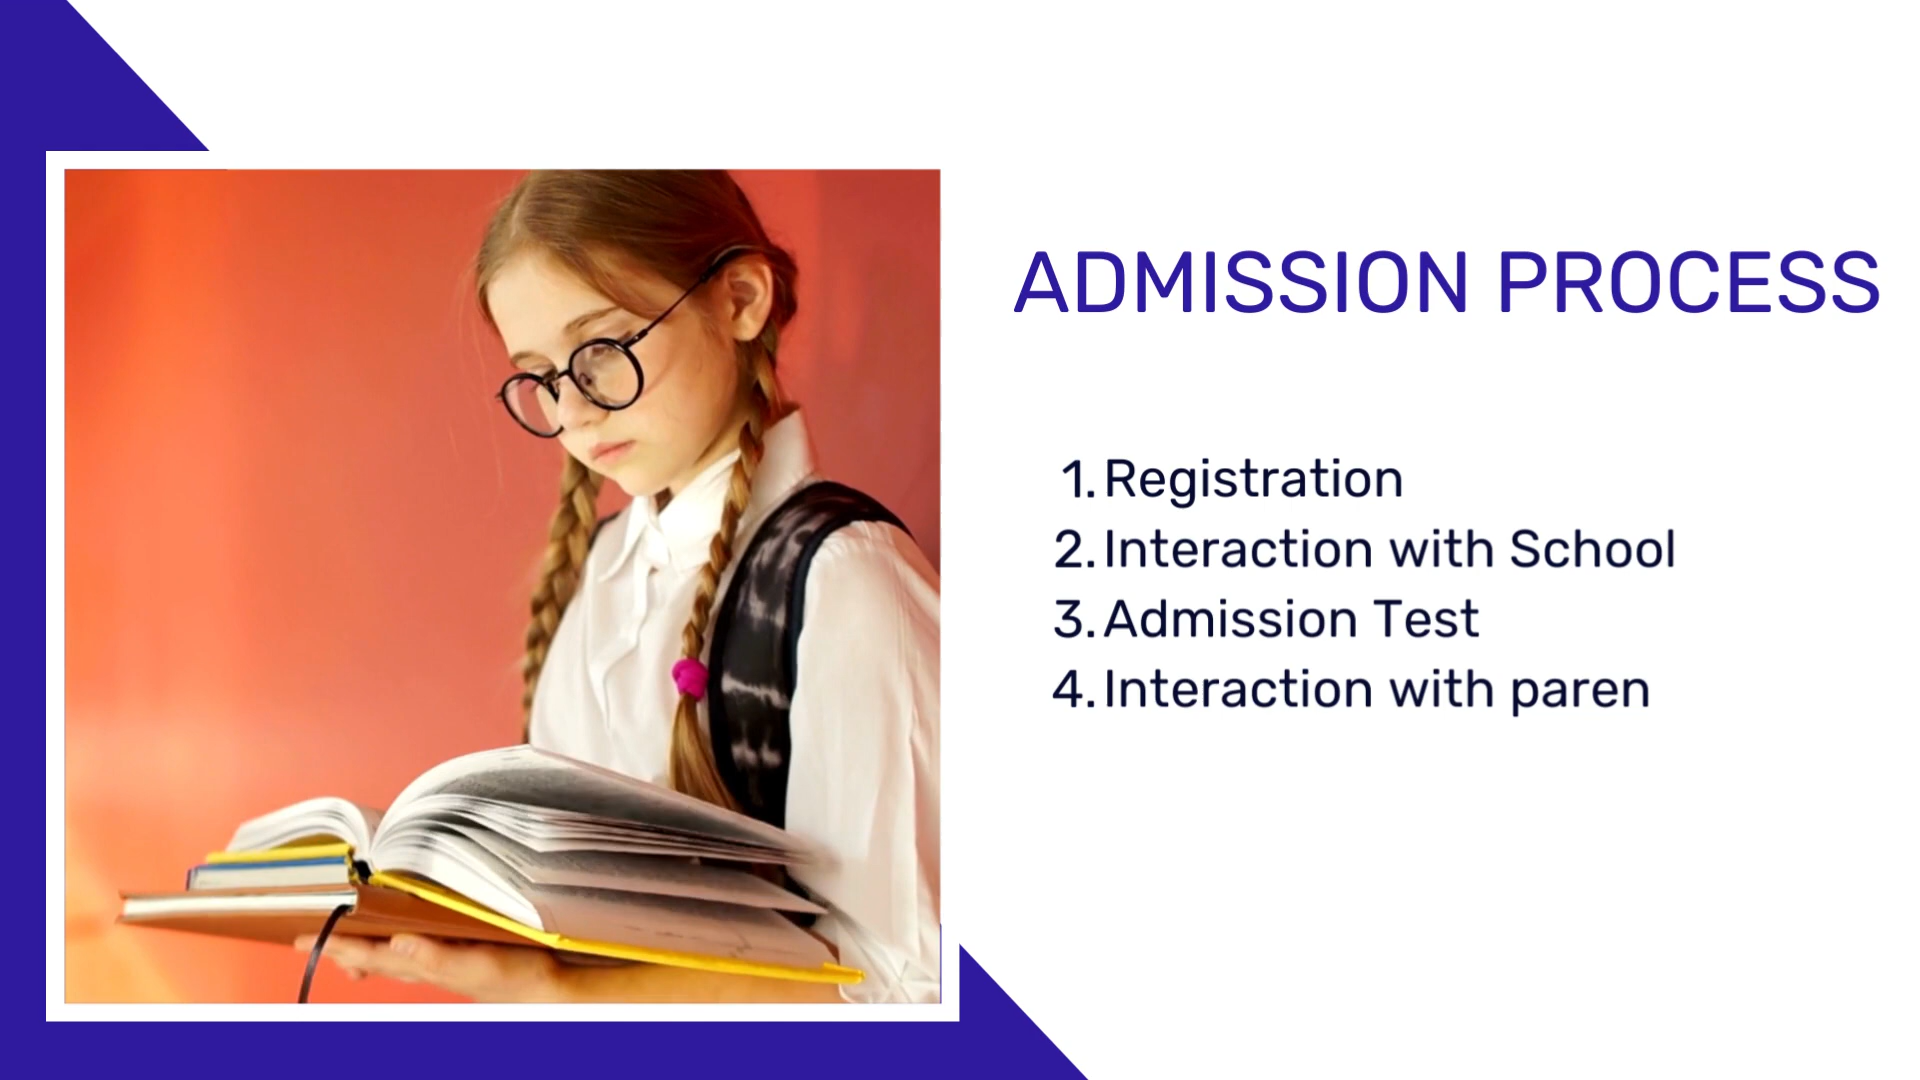 ADMISSION PROCESS
1. Registration
2. Interaction with School
3. Admission Test
4. Interaction with paren